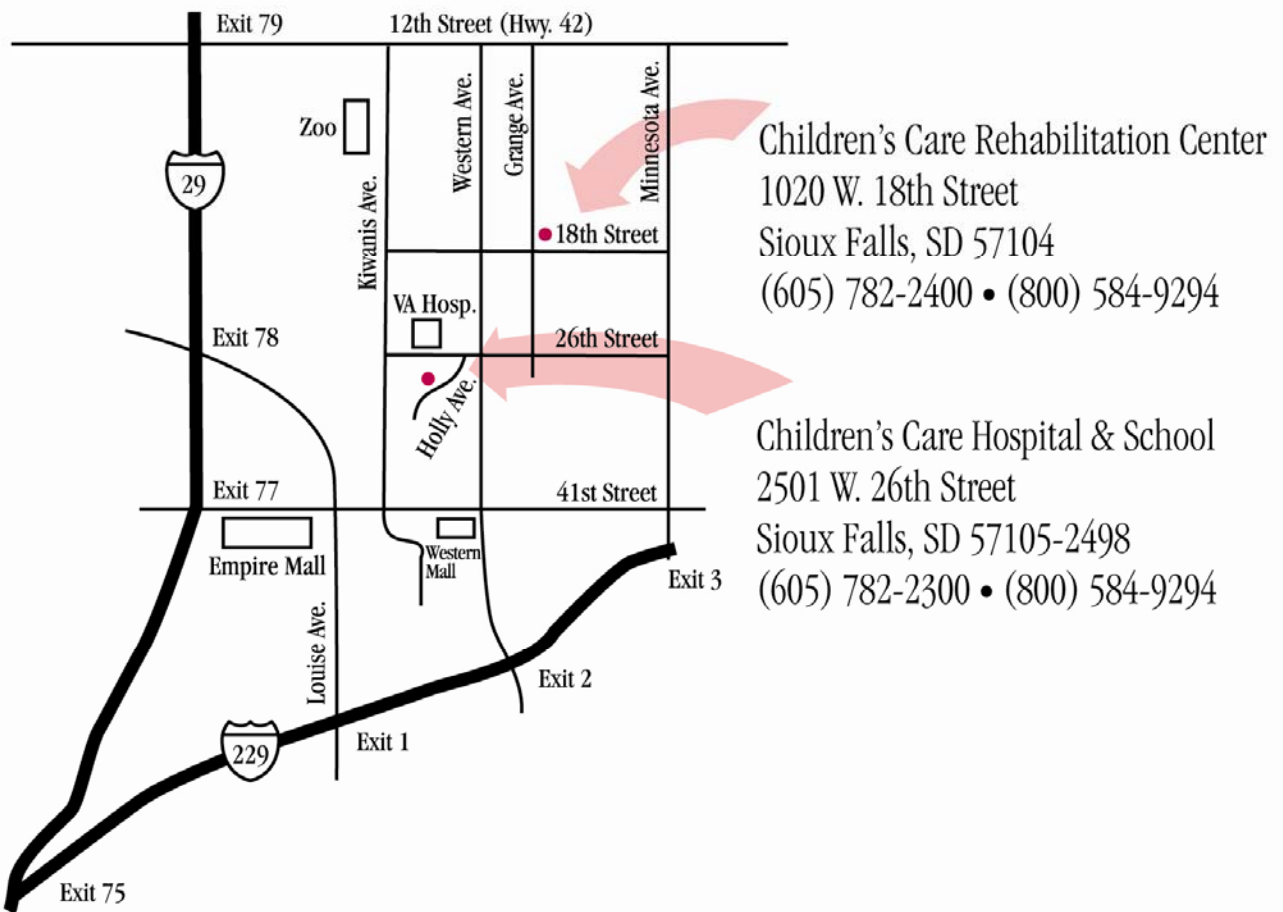 Exit 79
12th Street (Hwy. 42)
Zoo
Western Ave.
Grange Ave.
Minnesota Ave.
29
Kiwanis Ave.
18th Street
Children's Care Rehabilitation Center
1020 W. 18th Street
Sioux Falls, SD 57104
(605) 782-2400 • (800) 584-9294
VA Hosp.
Exit 78
26th Street
Holly Ave.
Children's Care Hospital & School
2501 W. 26th Street
Sioux Falls, SD 57105-2498
(605) 782-2300 • (800) 584-9294
Exit 77
41st Street
Empire Mall
Western
Mall
Exit 3
Louise Ave.
Exit 2
229
Exit 1
Exit 75